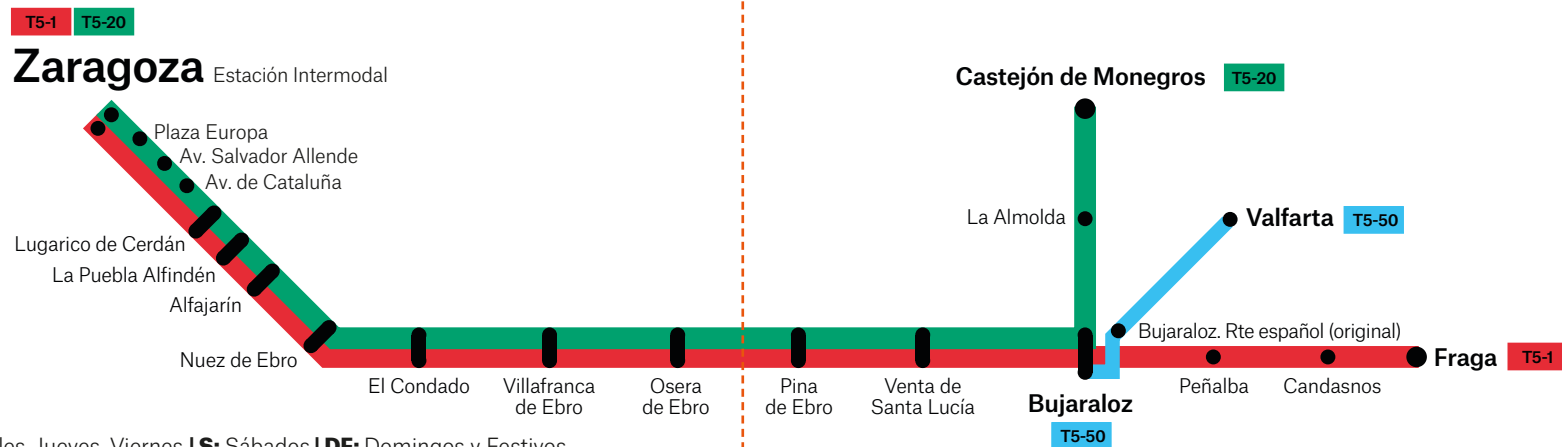 T5-1 T5-20
Zaragoza Estación Intermodal
Castejón de Monegros T5-20
Plaza Europa
Av. Salvador Allende
Av. de Cataluña
La Almolda
Valfarta T5-50
Lugarico de Cerdán
La Puebla Alfindén
Alfajarín
Nuez de Ebro
Bujaraloz. Rte español (original)
Fraga T5-1
El Condado
Villafranca
de Ebro
Osera
de Ebro
Pina
de Ebro
Venta de
Santa Lucía
Peñalba
Candasnos
Bujaraloz
T5-50
Jueves, Viernes | S: Sábados | DF: Domingos y Festivos